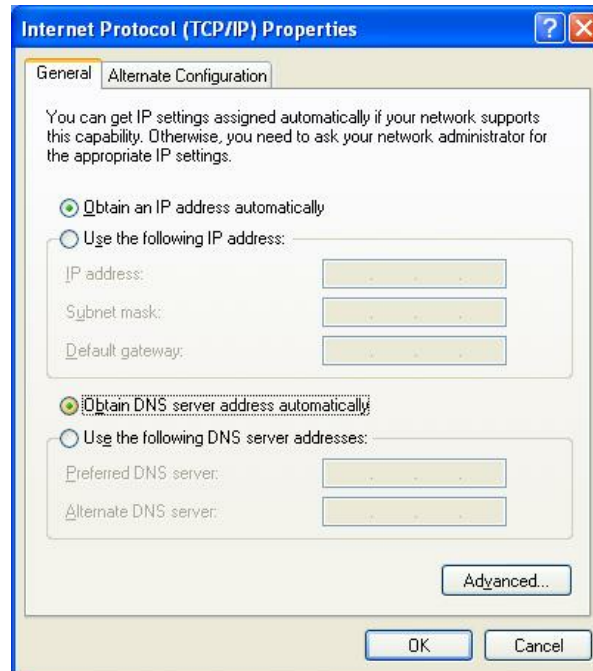 Internet Protocol (TCP/IP) Properties
General
Alternate Configuration
You can get IP settings assigned automatically if your network supports
this capability. Otherwise, you need to ask your network administrator for
the appropriate IP settings.
Obtain an IP address automatically
Use the following IP address:
IP address:
Subnet mask:
Default gateway:
Obtain DNS server address automatically
Use the following DNS server addresses:
Preferred DNS server:
Alternate DNS server:
Advanced...
OK
Cancel